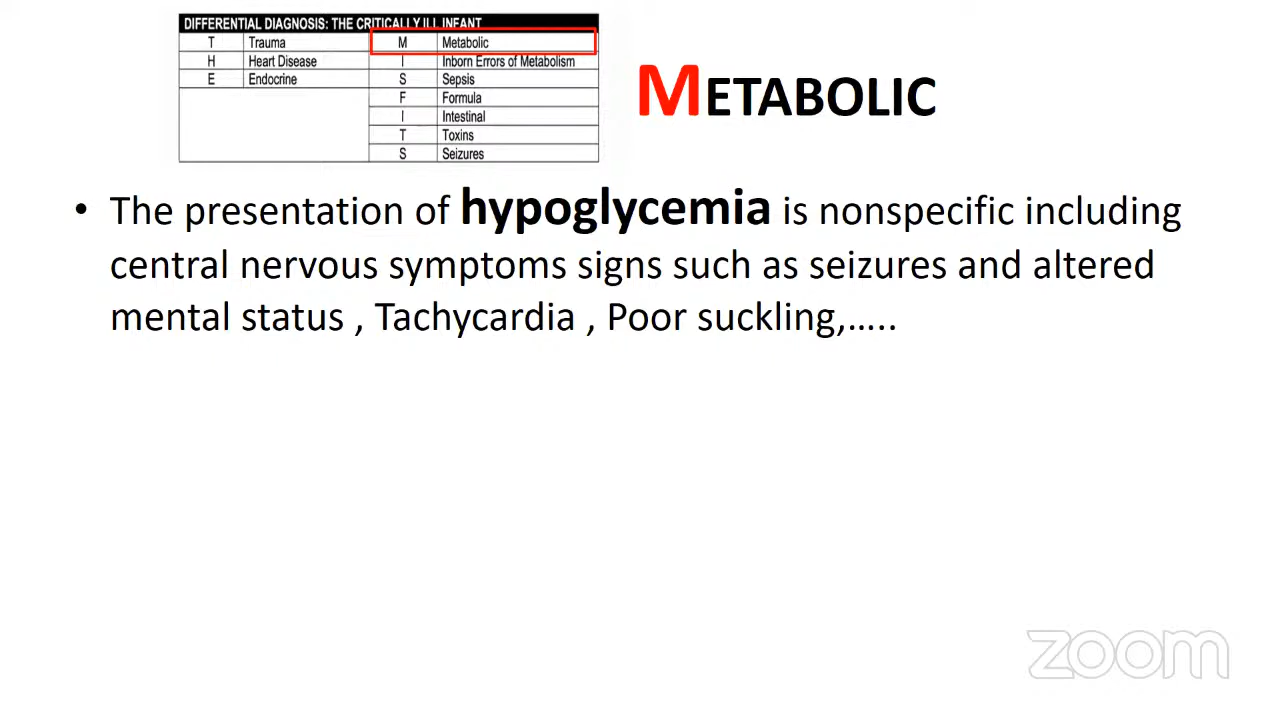 DIFFERENTIAL DIAGNOSIS: THE CRITICALLY ILL INFANT
T Trauma M Metabolic
H Heart Disease I Inborn Errors of Metabolism
E Endocrine S Sepsis
F Formula
I Intestinal
T Toxins
S Seizures
METABOLIC
• The presentation of hypoglycemia is nonspecific including
central nervous symptoms signs such as seizures and altered
mental status , Tachycardia , Poor suckling,.....
zoom